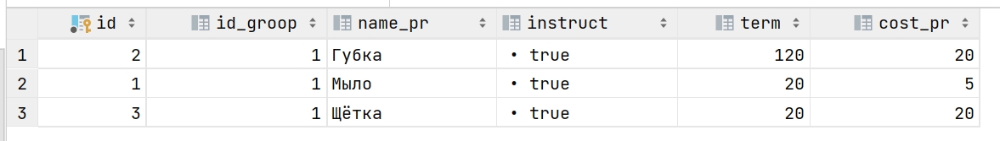 id id_groop name_pr instruct term cost_pr
1 2 1 Губка • true 120 20
2 1 1 Мыло • true 20 5
3 3 1 Щётка • true 20 20